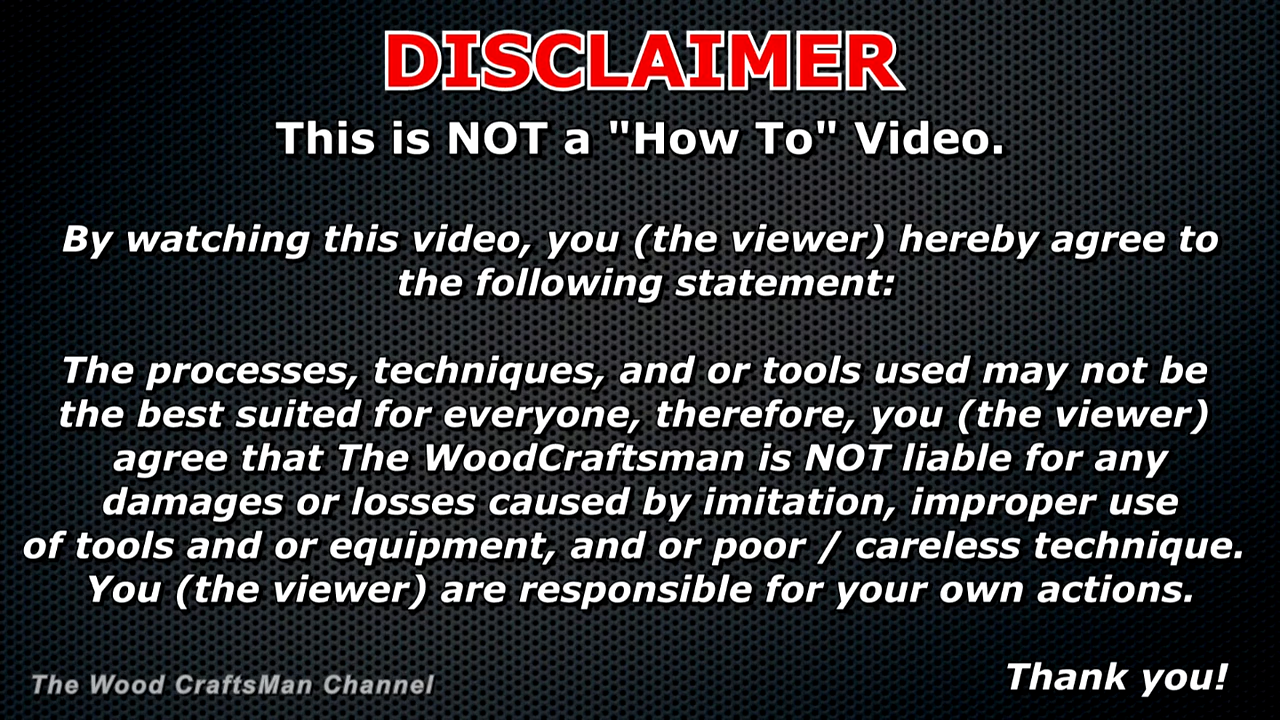 DISCLAIMER
This is NOT a "How To" Video.
By watching this video, you (the viewer) hereby agree to
the following statement:
The processes, techniques, and or tools used may not be
the best suited for everyone, therefore, you (the viewer)
agree that The WoodCraftsman is NOT liable for any
damages or losses caused by imitation, improper use
of tools and or equipment, and or poor / careless technique.
You (the viewer) are responsible for your own actions.
Thank you!
The Wood CraftsMan Channel